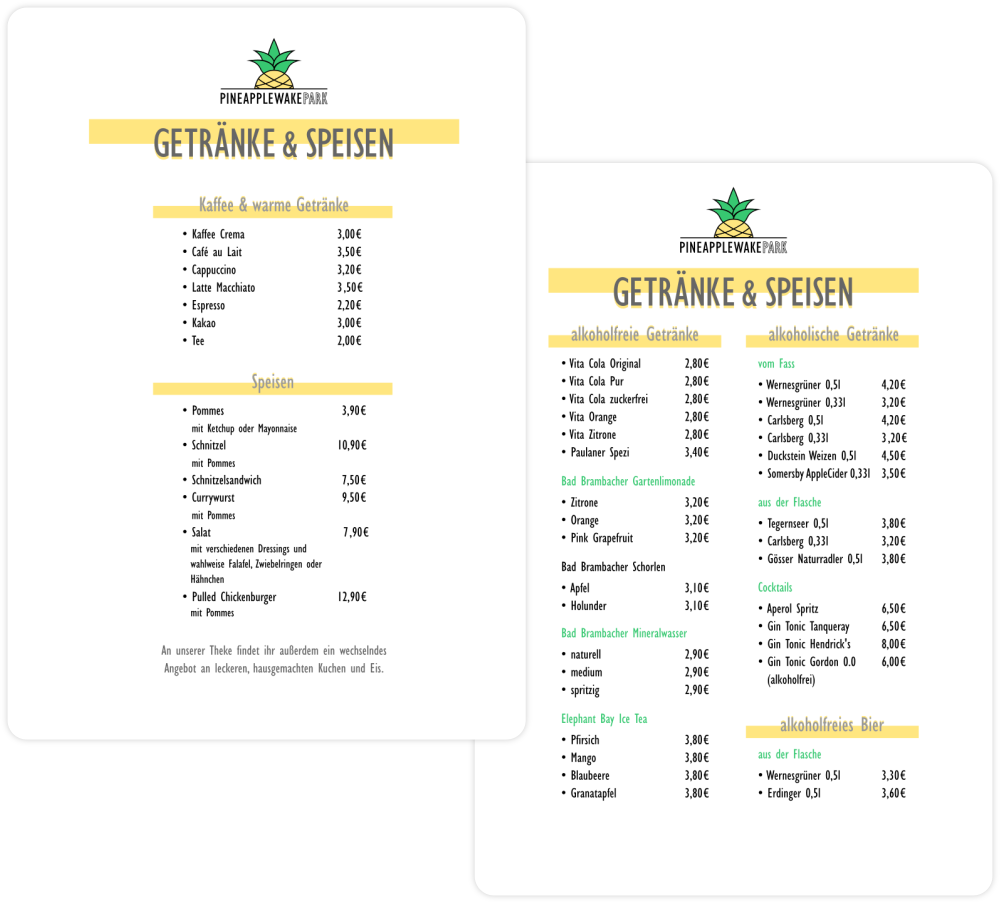 PINEAPPLEWAKEPARK
GETRÄNKE & SPEISEN
Kaffee & warme Getränke
• Kaffee Crema 3,00€
• Café au Lait 3,50€
• Cappuccino 3,20€
• Latte Macchiato 3,50€
• Espresso 2,20€
• Kakao 3,00€
• Tee 2,00€
Speisen
• Pommes 3,90€
mit Ketchup oder Mayonnaise
• Schnitzel 10,90€
mit Pommes
• Schnitzelsandwich 7,50€
• Currywurst 9,50€
mit Pommes
• Salat 7,90€
mit verschiedenen Dressings und
wahlweise Falafel, Zwiebelringen oder
Hähnchen
• Pulled Chickenburger 12,90€
mit Pommes
An unserer Theke findet ihr außerdem ein wechselndes
Angebot an leckeren, hausgemachten Kuchen und Eis.
PINEAPPLEWAKEPARK
GETRÄNKE & SPEISEN
alkoholfreie Getränke
• Vita Cola Original 2,80€
• Vita Cola Pur 2,80€
• Vita Cola zuckerfrei 2,80€
• Vita Orange 2,80€
• Vita Zitrone 2,80€
• Paulaner Spezi 3,40€
Bad Brambacher Gartenlimonade
• Zitrone 3,20€
• Orange 3,20€
• Pink Grapefruit 3,20€
Bad Brambacher Schorlen
• Apfel 3,10€
• Holunder 3,10€
Bad Brambacher Mineralwasser
• naturell 2,90€
• medium 2,90€
• spritzig 2,90€
Elephant Bay Ice Tea
• Pfirsich 3,80€
• Mango 3,80€
• Blaubeere 3,80€
• Granatapfel 3,80€
alkoholische Getränke
vom Fass
• Wernesgrüner 0,5l 4,20€
• Wernesgrüner 0,33l 3,20€
• Carlsberg 0,5l 4,20€
• Carlsberg 0,33l 3,20€
• Duckstein Weizen 0,5l 4,50€
• Somersby AppleCider 0,33l 3,50€
aus der Flasche
• Tegernseer 0,5l 3,80€
• Carlsberg 0,33l 3,20€
• Gösser Naturradler 0,5l 3,80€
Cocktails
• Aperol Spritz 6,50€
• Gin Tonic Tanqueray 6,50€
• Gin Tonic Hendrick's 8,00€
• Gin Tonic Gordon 0.0 6,00€
(alkoholfrei)
alkoholfreies Bier
aus der Flasche
• Wernesgrüner 0,5l 3,30€
• Erdinger 0,5l 3,60€